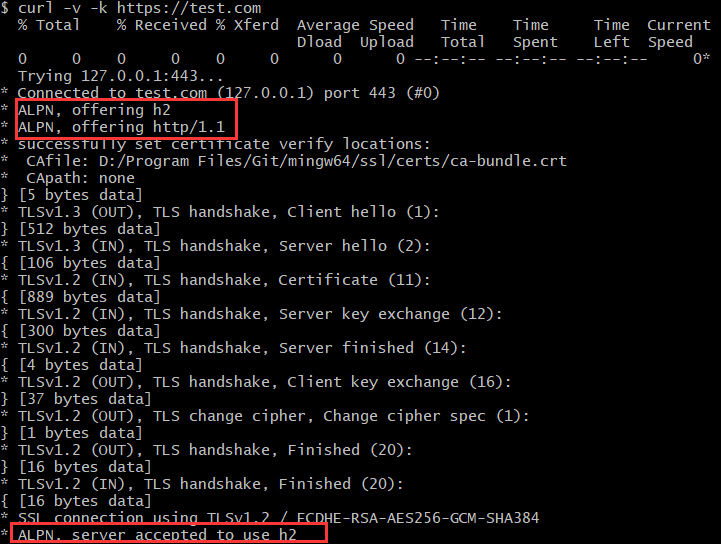 $ curl -v -k https://test.com
  % Total    % Received % Xferd  Average Speed   Time    Time     Time  Current
                                 Dload  Upload   Total   Spent    Left  Speed
  0     0    0     0    0     0      0      0 --:--:-- --:--:-- --:--:--     0*
  Trying 127.0.0.1:443...
* Connected to test.com (127.0.0.1) port 443 (#0)
* ALPN, offering h2
* ALPN, offering http/1.1
* successfully set certificate verify locations:
*  CAfile: D:/Program Files/Git/mingw64/ssl/certs/ca-bundle.crt
*  CApath: none
} [5 bytes data]
* TLSv1.3 (OUT), TLS handshake, Client hello (1):
} [512 bytes data]
* TLSv1.3 (IN), TLS handshake, Server hello (2):
{ [106 bytes data]
* TLSv1.2 (IN), TLS handshake, Certificate (11):
{ [889 bytes data]
* TLSv1.2 (IN), TLS handshake, Server key exchange (12):
{ [300 bytes data]
* TLSv1.2 (IN), TLS handshake, Server finished (14):
{ [4 bytes data]
* TLSv1.2 (OUT), TLS handshake, Client key exchange (16):
} [37 bytes data]
* TLSv1.2 (OUT), TLS change cipher, Change cipher spec (1):
} [1 bytes data]
* TLSv1.2 (OUT), TLS handshake, Finished (20):
} [16 bytes data]
* TLSv1.2 (IN), TLS handshake, Finished (20):
{ [16 bytes data]
* SSL connection using TLSv1.2 / ECDHE-RSA-AES256-GCM-SHA384
* ALPN, server accepted to use h2